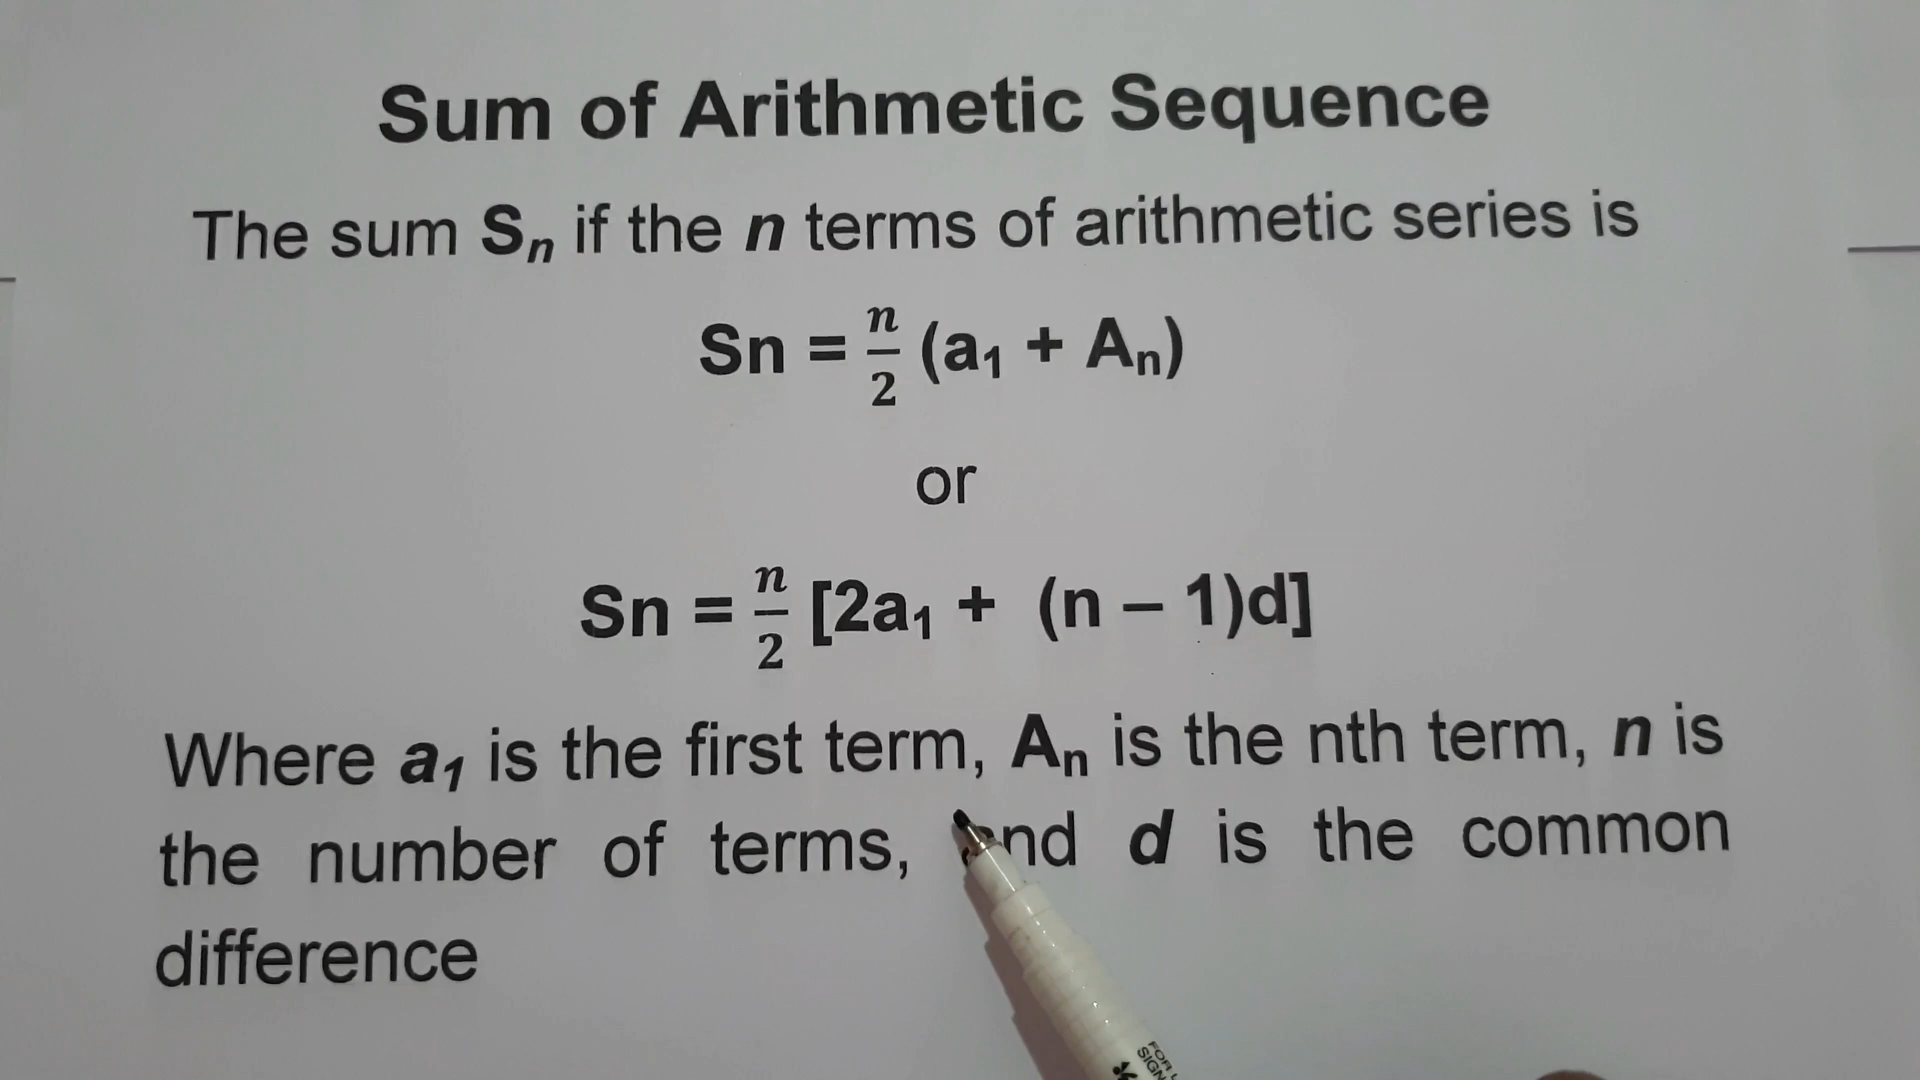 Sum of Arithmetic Sequence
The sum Sn if the n terms of arithmetic series is
Sn = n/2 (a1 + An)
or
Sn = n/2 [2a1 + (n – 1)d]
Where a1 is the first term, An is the nth term, n is
the number of terms, and d is the common
difference
FOR
SIGN